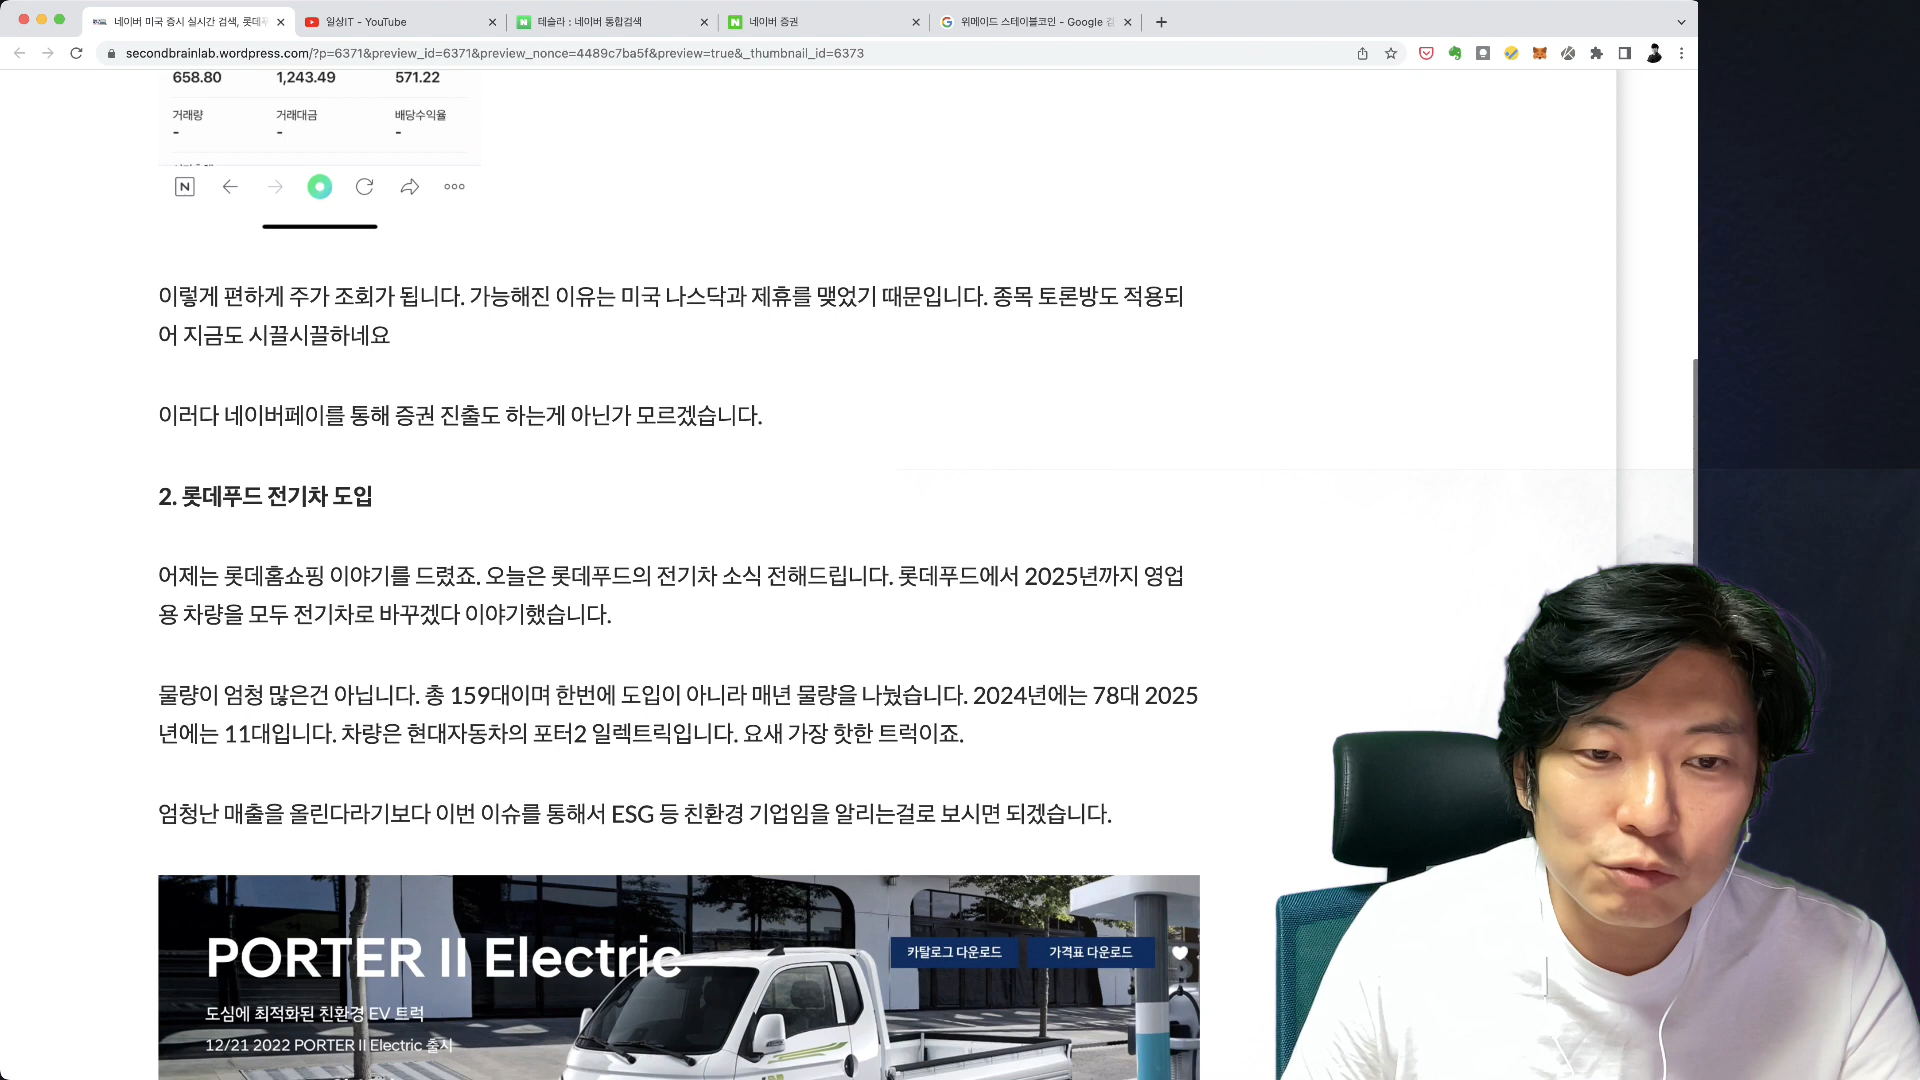 네이버 미국 증시 실시간 검색, 롯데푸
일상IT - YouTube
테슬라 : 네이버 통합검색
네이버 증권
위메이드 스테이블코인 - Google 검
secondbrainlab.wordpress.com/?p=6371&preview_id=6371&preview_nonce=4489c7ba5f&preview=true&_thumbnail_id=6373
658.80 1,243.49 571.22
거래량 거래대금 배당수익율
- - -
N
이렇게 편하게 주가 조회가 됩니다. 가능해진 이유는 미국 나스닥과 제휴를 맺었기 때문입니다. 종목 토론방도 적용되
어 지금도 시끌시끌하네요
이러다 네이버페이를 통해 증권 진출도 하는게 아닌가 모르겠습니다.
2. 롯데푸드 전기차 도입
어제는 롯데홈쇼핑 이야기를 드렸죠. 오늘은 롯데푸드의 전기차 소식 전해드립니다. 롯데푸드에서 2025년까지 영업
용 차량을 모두 전기차로 바꾸겠다 이야기했습니다.
물량이 엄청 많은건 아닙니다. 총 159대이며 한번에 도입이 아니라 매년 물량을 나눴습니다. 2024년에는 78대 2025
년에는 11대입니다. 차량은 현대자동차의 포터2 일렉트릭입니다. 요새 가장 핫한 트럭이죠.
엄청난 매출을 올린다라기보다 이번 이슈를 통해서 ESG 등 친환경 기업임을 알리는걸로 보시면 되겠습니다.
PORTER II Electric
카탈로그 다운로드 가격표 다운로드
도심에 최적화된 친환경 EV 트럭
12/21 2022 PORTER II Electric 출시